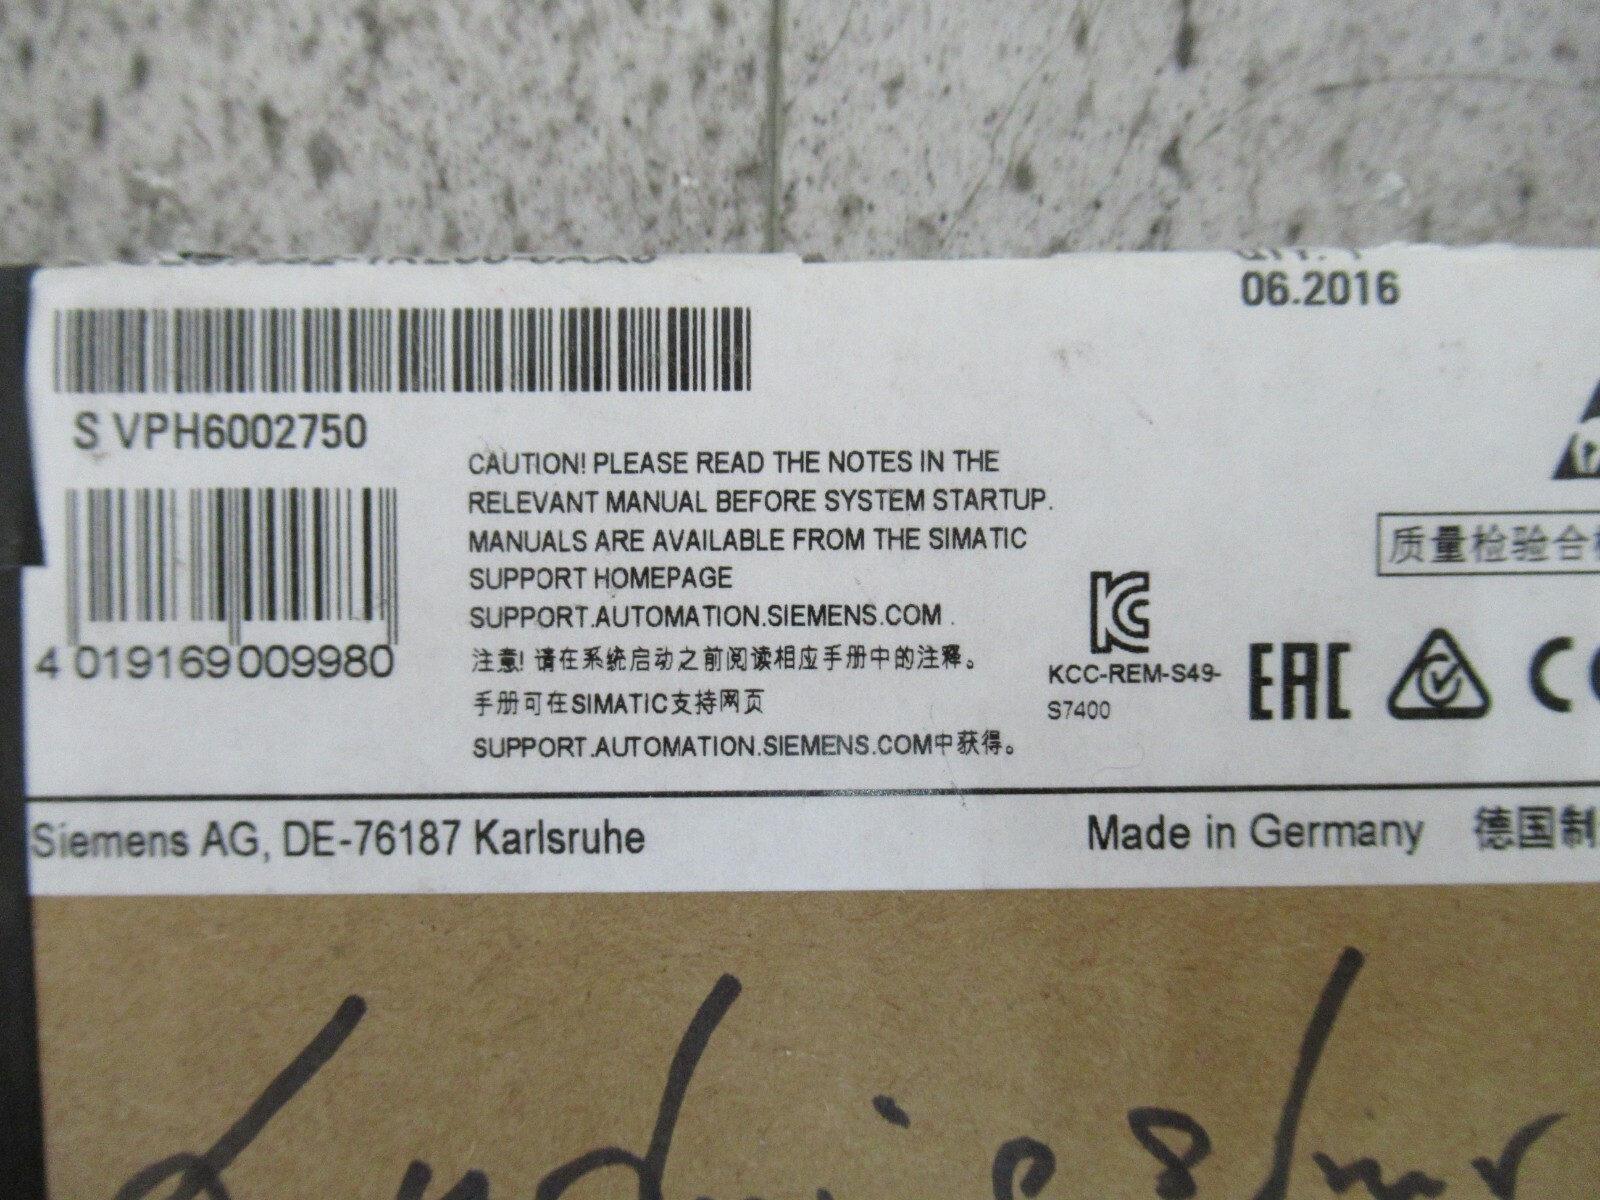 06.2016
S VPH6002750
CAUTION! PLEASE READ THE NOTES IN THE
RELEVANT MANUAL BEFORE SYSTEM STARTUP.
MANUALS ARE AVAILABLE FROM THE SIMATIC
SUPPORT HOMEPAGE
SUPPORT.AUTOMATION.SIEMENS.COM .
注意! 请在系统启动之前阅读相应手册中的注释。
手册可在SIMATIC支持网页
SUPPORT.AUTOMATION.SIEMENS.COM中获得。
4 019169 009980
质量检验合
KCC-REM-S49-
S7400
EAC
CE
Siemens AG, DE-76187 Karlsruhe
Made in Germany 德国制